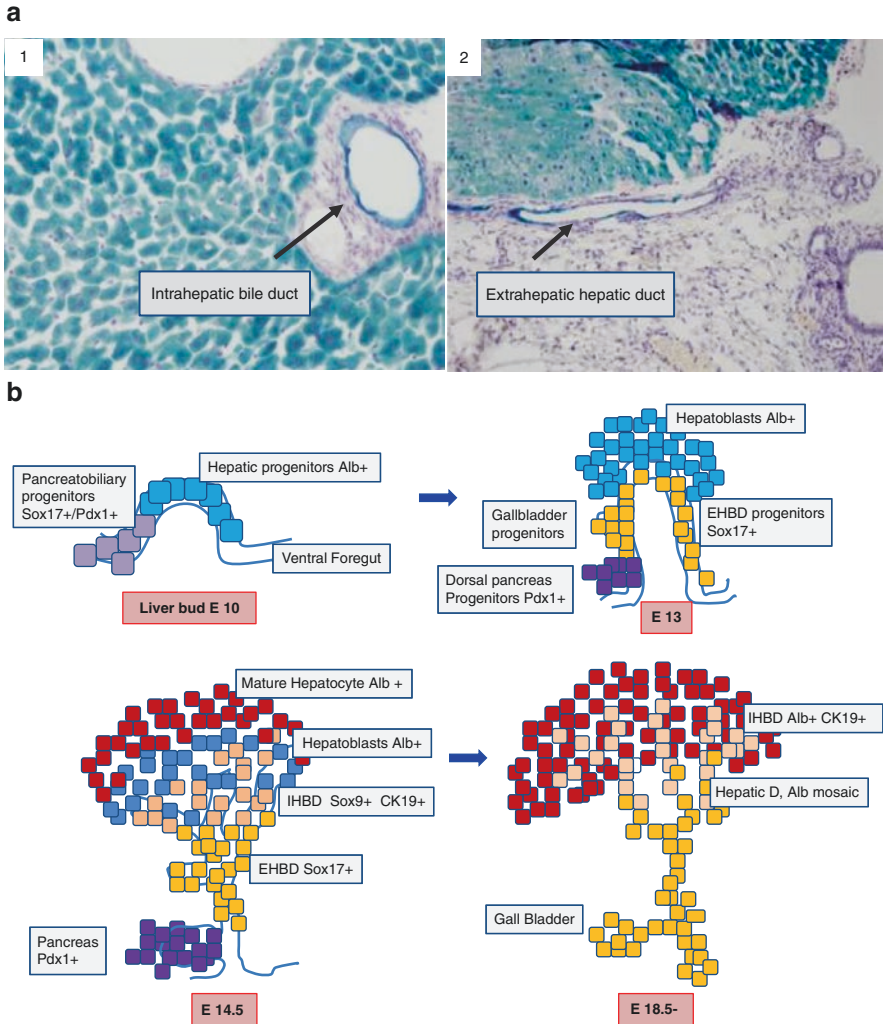 a
1
2
Intrahepatic bile duct
Extrahepatic hepatic duct
b
Pancreatobiliary
progenitors
Sox17+/Pdx1+
Hepatic progenitors Alb+
Ventral Foregut
Liver bud E 10
Hepatoblasts Alb+
Gallbladder
progenitors
EHBD progenitors
Sox17+
Dorsal pancreas
Progenitors Pdx1+
E 13
Mature Hepatocyte Alb +
Hepatoblasts Alb+
IHBD Sox9+ CK19+
EHBD Sox17+
Pancreas
Pdx1+
E 14.5
IHBD Alb+ CK19+
Hepatic D, Alb mosaic
Gall Bladder
E 18.5-